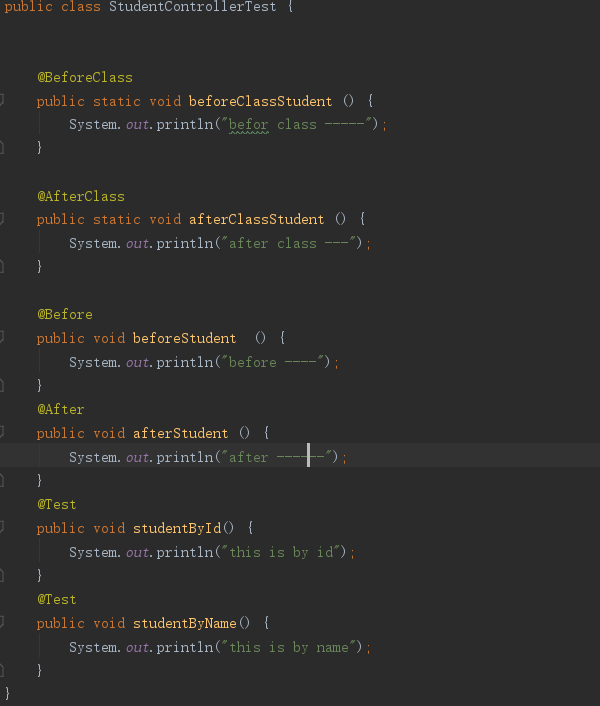 public class StudentControllerTest {
@BeforeClass
public static void beforeClassStudent () {
System.out.println("befor class -----");
}
@AfterClass
public static void afterClassStudent () {
System.out.println("after class ---");
}
@Before
public void beforeStudent  () {
System.out.println("before ----");
}
@After
public void afterStudent () {
System.out.println("after ------");
}
@Test
public void studentById() {
System.out.println("this is by id");
}
@Test
public void studentByName() {
System.out.println("this is by name");
}
}